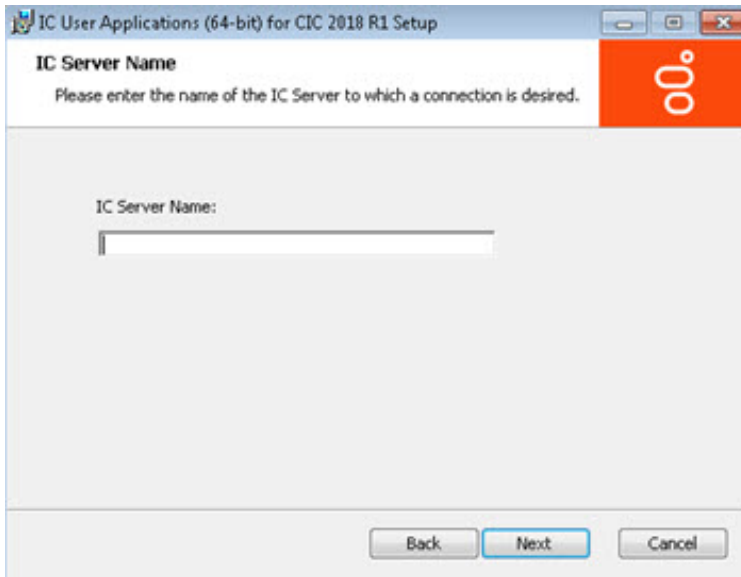 IC User Applications (64-bit) for CIC 2018 R1 Setup
IC Server Name
Please enter the name of the IC Server to which a connection is desired.
IC Server Name:
Back Next Cancel